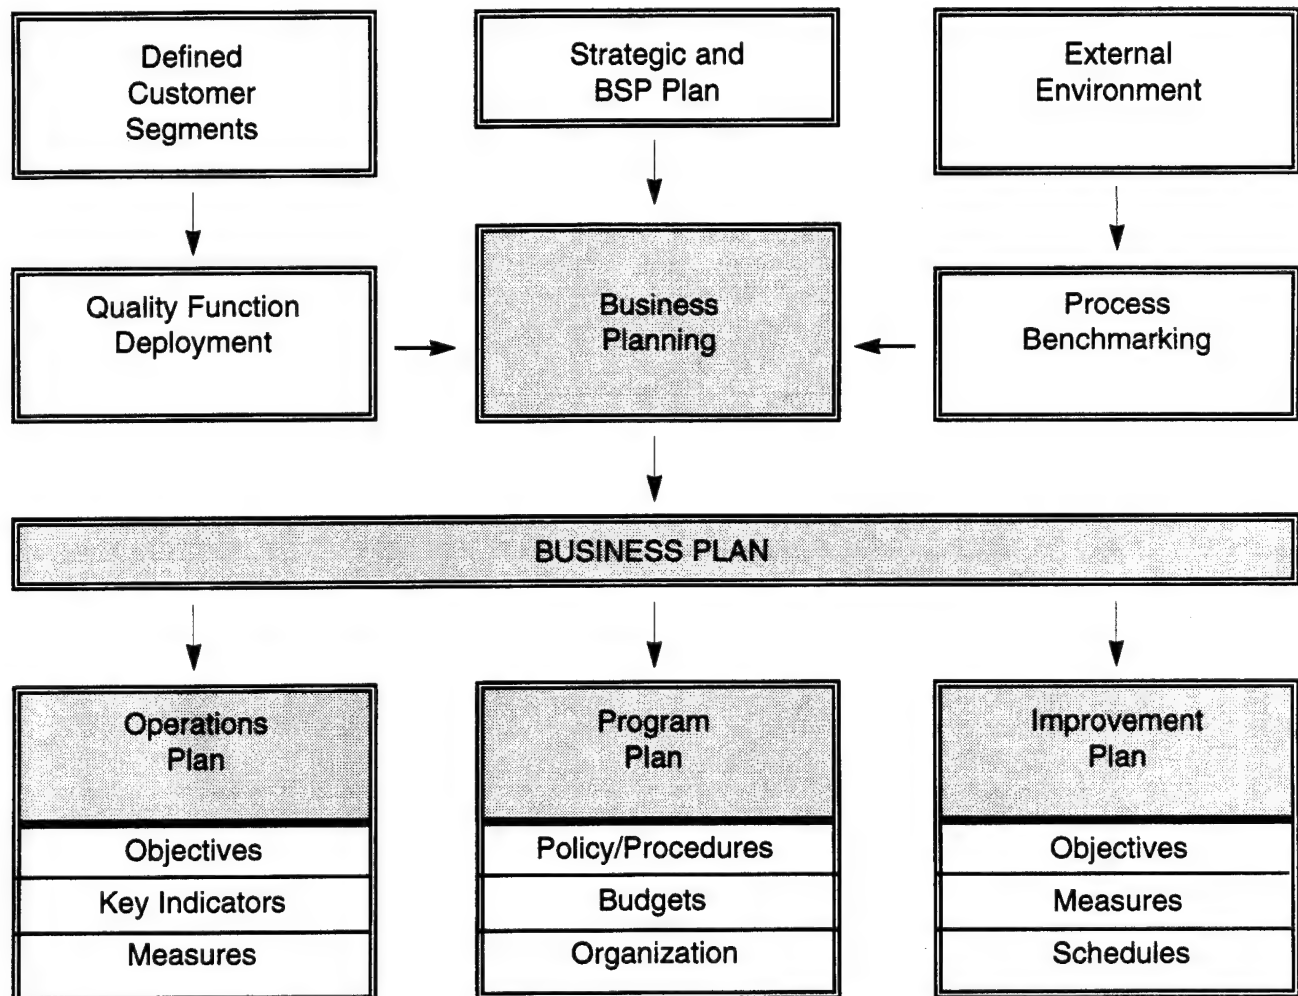 Defined
Customer
Segments
Strategic and
BSP Plan
External
Environment
Quality Function
Deployment
Business
Planning
Process
Benchmarking
BUSINESS PLAN
Operations
Plan
Objectives
Key Indicators
Measures
Program
Plan
Policy/Procedures
Budgets
Organization
Improvement
Plan
Objectives
Measures
Schedules